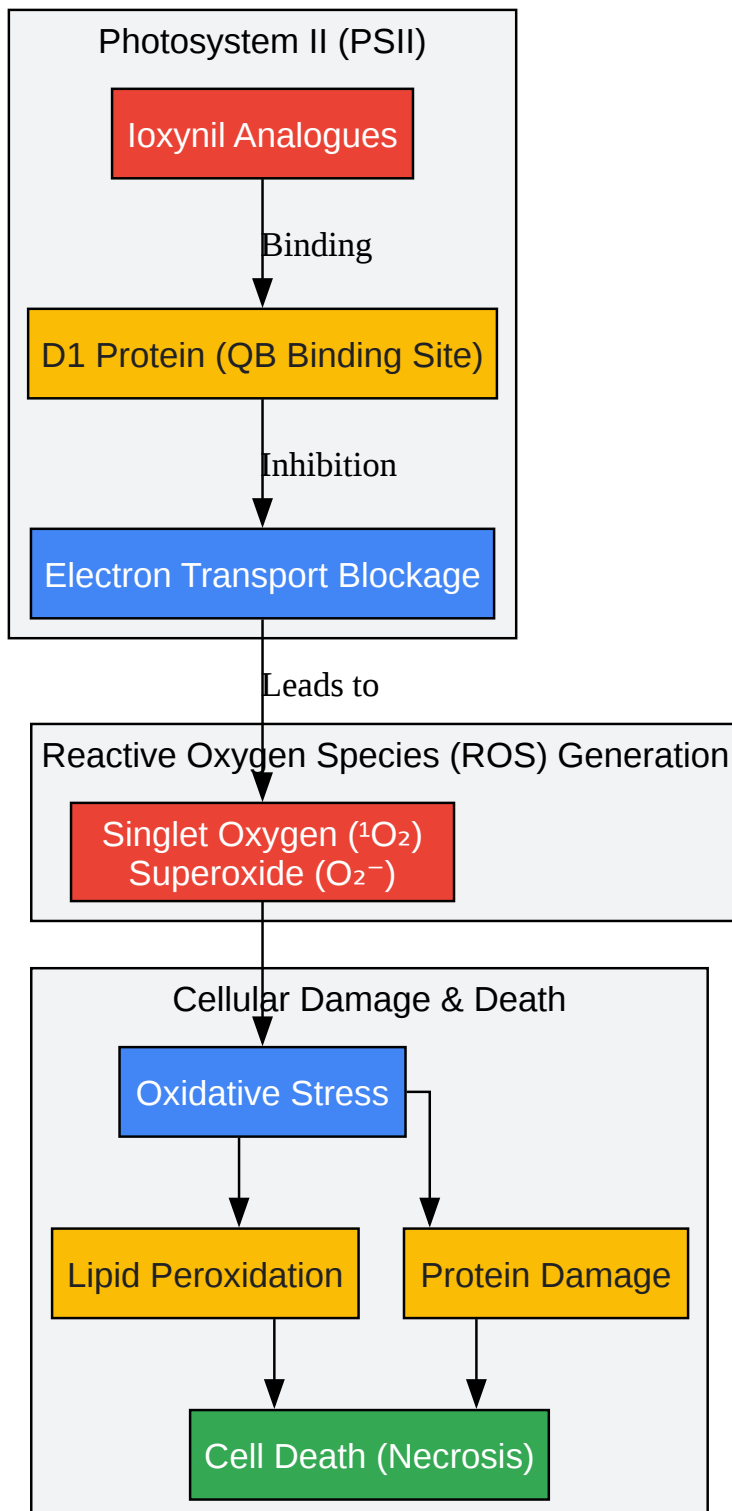 Photosystem II (PSII)
Ioxynil Analogues
Binding
D1 Protein (QB Binding Site)
Inhibition
Electron Transport Blockage
Leads to
Reactive Oxygen Species (ROS) Generation
Singlet Oxygen (¹O₂)
Superoxide (O₂⁻)
Cellular Damage & Death
Oxidative Stress
Lipid Peroxidation
Protein Damage
Cell Death (Necrosis)